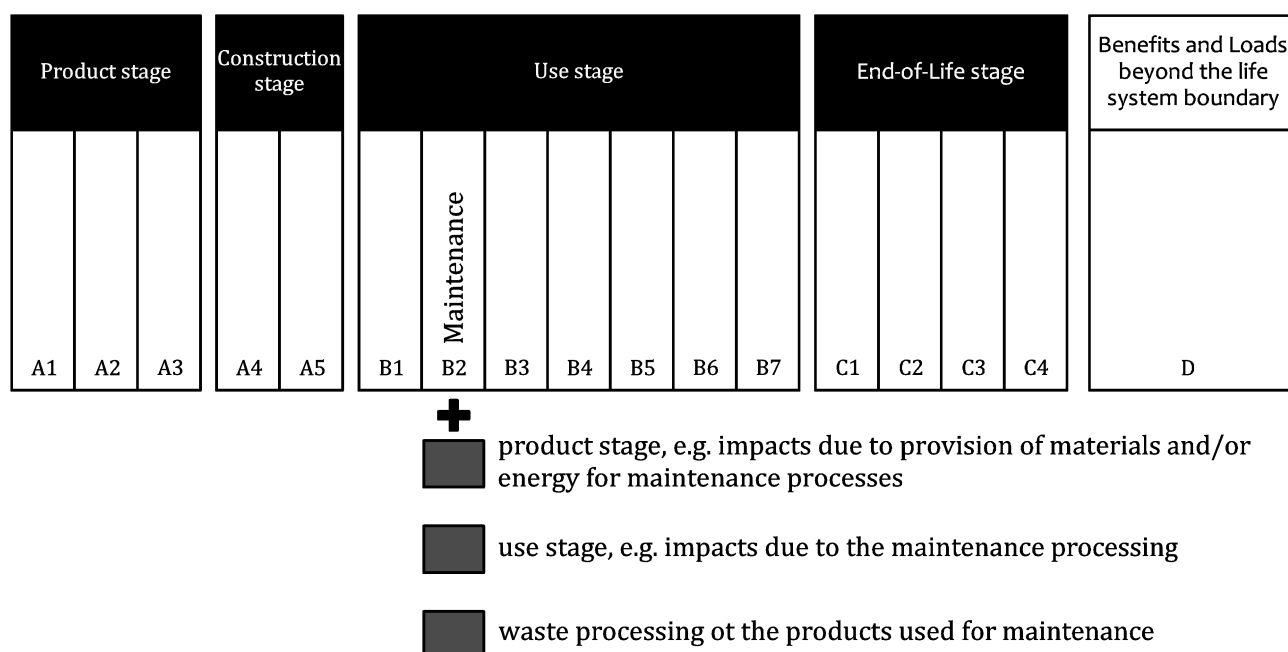 Product stage
Construction
stage
Use stage
End-of-Life stage
Benefits and Loads
beyond the life
system boundary
Maintenance
A1 A2 A3 A4 A5 B1 B2 B3 B4 B5 B6 B7 C1 C2 C3 C4 D
product stage, e.g. impacts due to provision of materials and/or
energy for maintenance processes
use stage, e.g. impacts due to the maintenance processing
waste processing ot the products used for maintenance